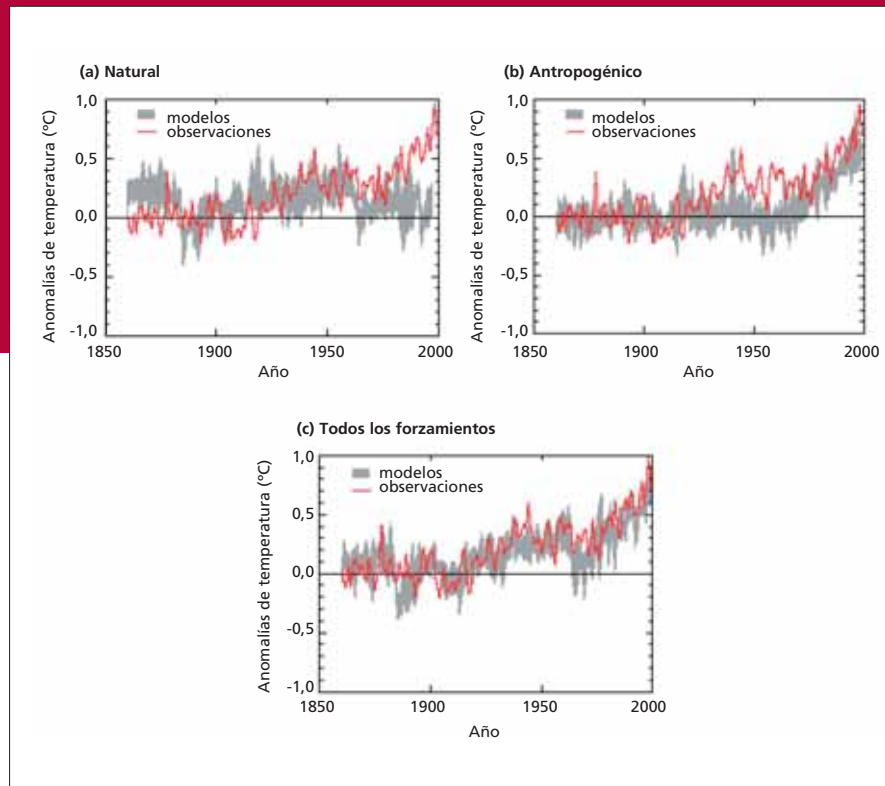 (a) Natural
Anomalías de temperatura (°C)
1,0
0,5
0,0
-0,5
-1,0
modelos
observaciones
1850
1900
1950
2000
Año
(b) Antropogénico
Anomalías de temperatura (°C)
1,0
0,5
0,0
-0,5
-1,0
modelos
observaciones
1850
1900
1950
2000
Año
(c) Todos los forzamientos
Anomalías de temperatura (°C)
1,0
0,5
0,0
-0,5
-1,0
modelos
observaciones
1850
1900
1950
2000
Año